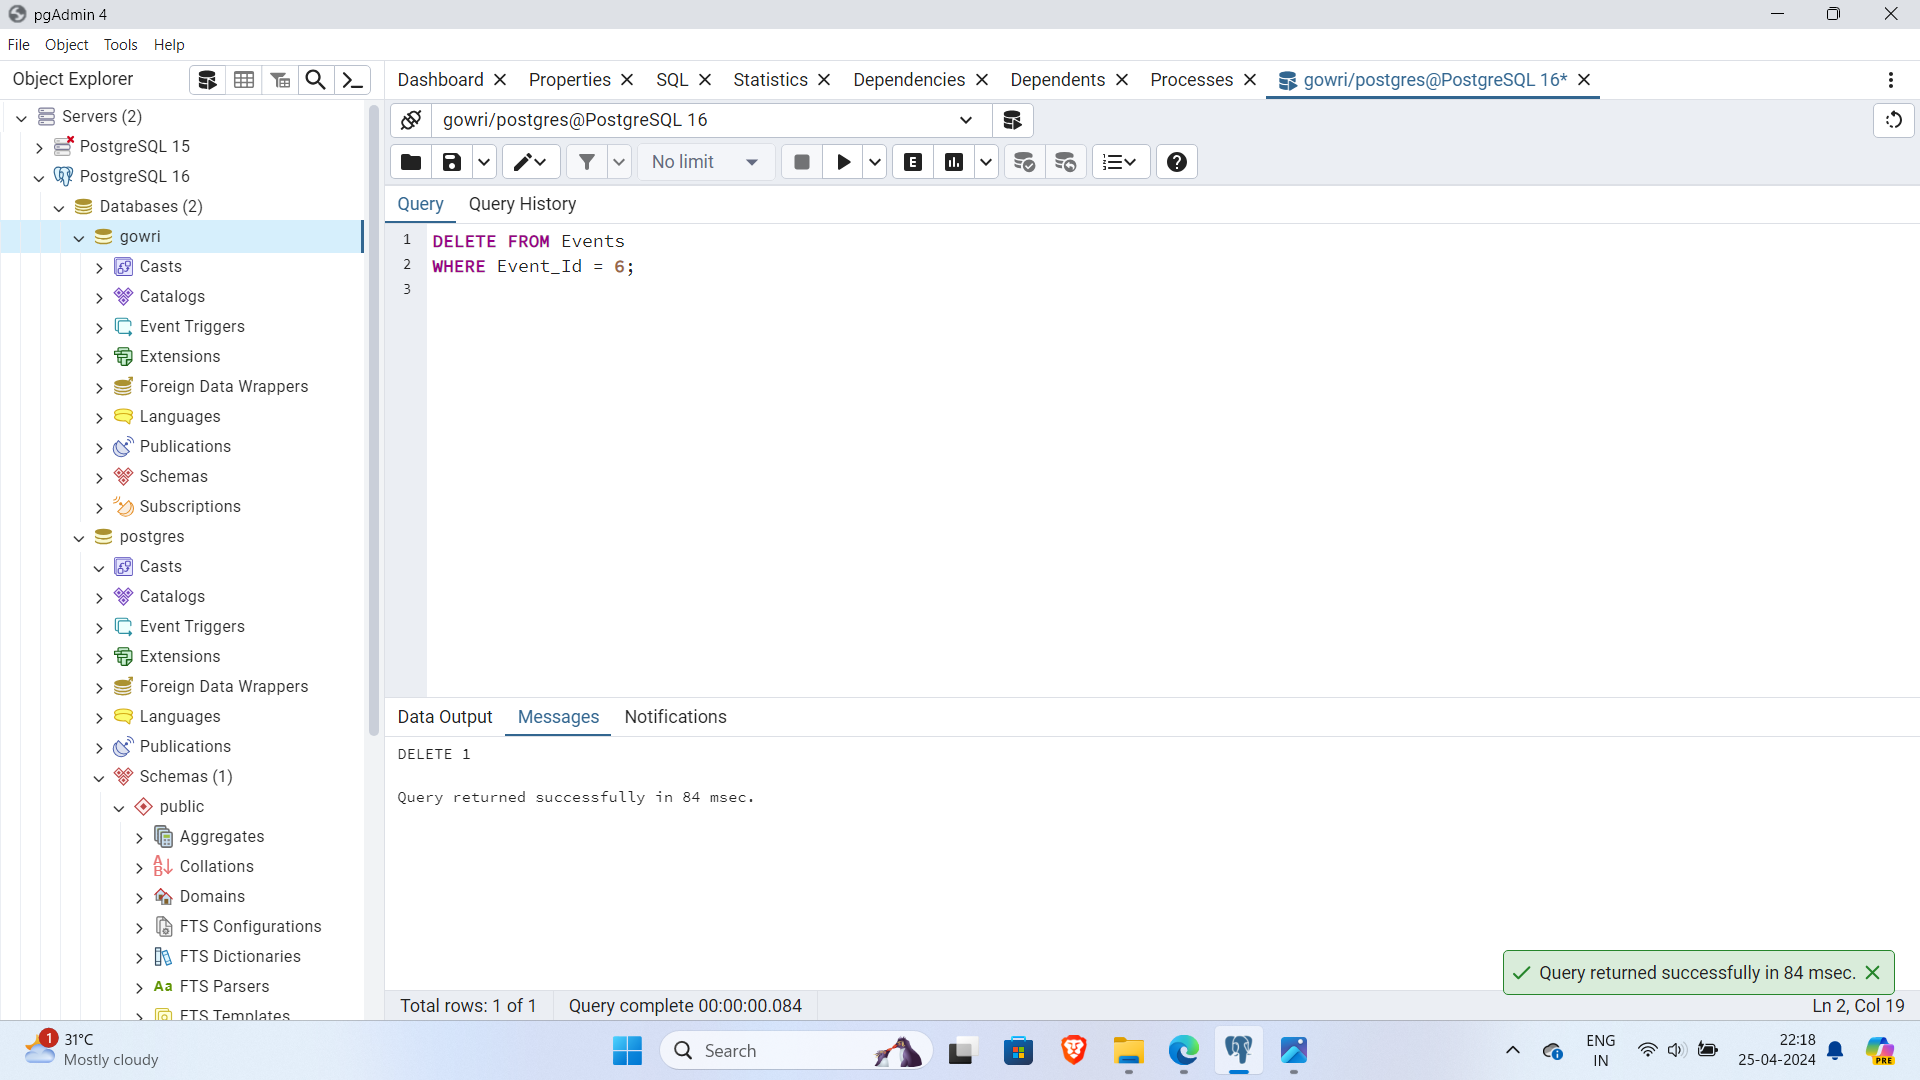 pgAdmin 4
File Object Tools Help
Object Explorer
Dashboard Properties SQL Statistics Dependencies Dependents Processes gowri/postgres@PostgreSQL 16*
Servers (2)
PostgreSQL 15
PostgreSQL 16
Databases (2)
gowri
Casts
Catalogs
Event Triggers
Extensions
Foreign Data Wrappers
Languages
Publications
Schemas
Subscriptions
postgres
Casts
Catalogs
Event Triggers
Extensions
Foreign Data Wrappers
Languages
Publications
Schemas (1)
public
Aggregates
Collations
Domains
FTS Configurations
FTS Dictionaries
Aa FTS Parsers
FTS Templates
gowri/postgres@PostgreSQL 16
No limit E
Query Query History
1 DELETE FROM Events
2 WHERE Event_Id = 6;
3
Data Output Messages Notifications
DELETE 1
Query returned successfully in 84 msec.
Query returned successfully in 84 msec.
Total rows: 1 of 1 Query complete 00:00:00.084 Ln 2, Col 19
1 31°C
Mostly cloudy
Search
ENG
IN
22:18
25-04-2024
PRE